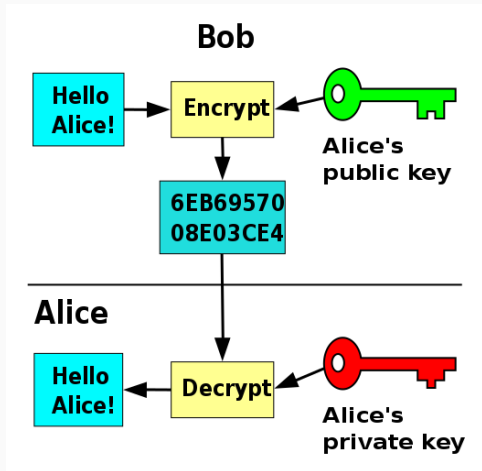 Bob
Hello
Alice!
Encrypt
Alice's
public key
6EB69570
08E03CE4
Alice
Hello
Alice!
Decrypt
Alice's
private key